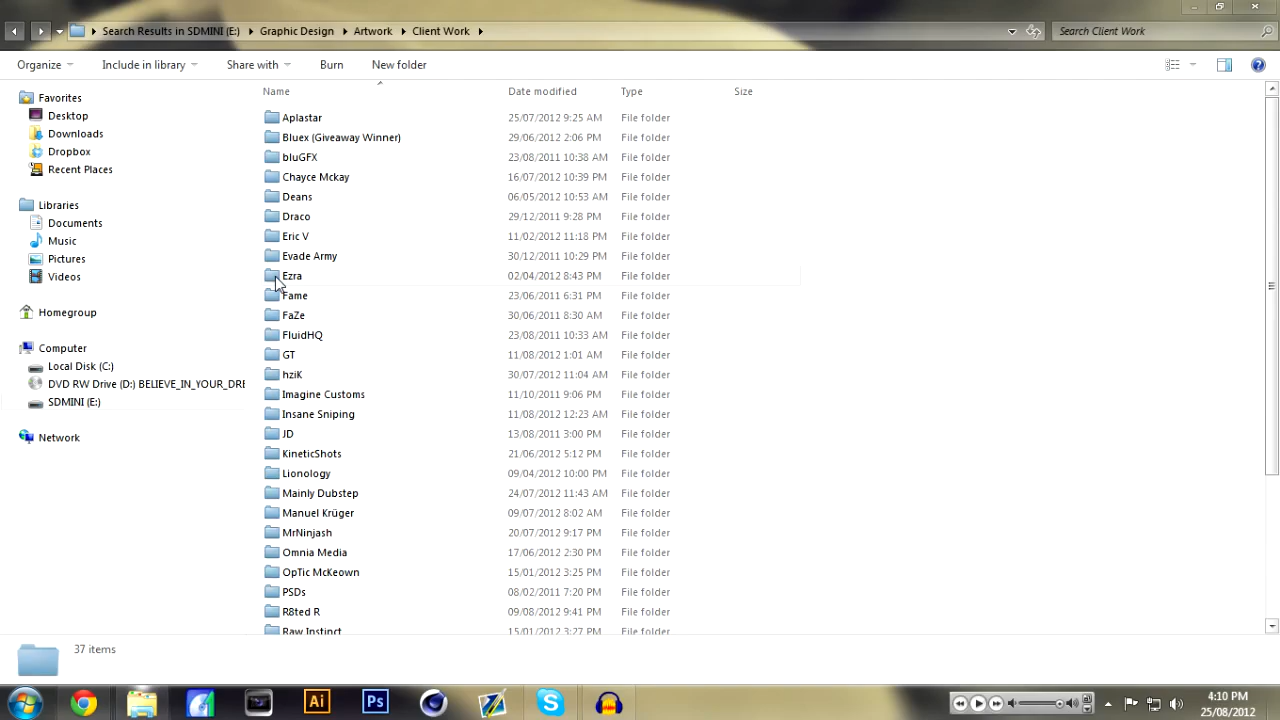 Search Results in SDMINI (E:) Graphic Design Artwork Client Work Search Client Work
Organize Include in library Share with Burn New folder
Name Date modified Type Size
Favorites
Desktop
Downloads
Dropbox
Recent Places
Libraries
Documents
Music
Pictures
Videos
Homegroup
Computer
Local Disk (C:)
DVD RW Drive (D:) BELIEVE_IN_YOUR_DRE
SDMINI (E:)
Network
Aplastar 25/07/2012 9:25 AM File folder
Bluex (Giveaway Winner) 29/06/2012 2:06 PM File folder
bluGFX 23/08/2011 10:38 AM File folder
Chayce Mckay 16/07/2012 10:39 PM File folder
Deans 06/05/2012 10:53 AM File folder
Draco 29/12/2011 9:28 PM File folder
Eric V 11/02/2012 11:18 PM File folder
Evade Army 30/12/2011 10:29 PM File folder
Ezra 02/04/2012 8:43 PM File folder
Fame 23/06/2011 6:31 PM File folder
FaZe 30/06/2011 8:30 AM File folder
FluidHQ 23/08/2011 10:33 AM File folder
GT 11/08/2012 1:01 AM File folder
hziK 30/07/2012 11:04 AM File folder
Imagine Customs 11/10/2011 9:06 PM File folder
Insane Sniping 11/08/2012 12:23 AM File folder
JD 13/08/2011 3:00 PM File folder
KineticShots 21/06/2012 5:12 PM File folder
Lionology 09/04/2012 10:00 PM File folder
Mainly Dubstep 24/07/2012 11:43 AM File folder
Manuel Krüger 09/07/2012 8:02 AM File folder
MrNinjash 20/07/2012 9:17 PM File folder
Omnia Media 17/06/2012 2:30 PM File folder
OpTic McKeown 15/01/2012 3:25 PM File folder
PSDs 08/02/2011 7:20 PM File folder
R8ted R 09/08/2012 9:41 PM File folder
Raw Instinct 15/01/2012 3:27 PM File folder
37 items
Ai Ps
4:10 PM
25/08/2012